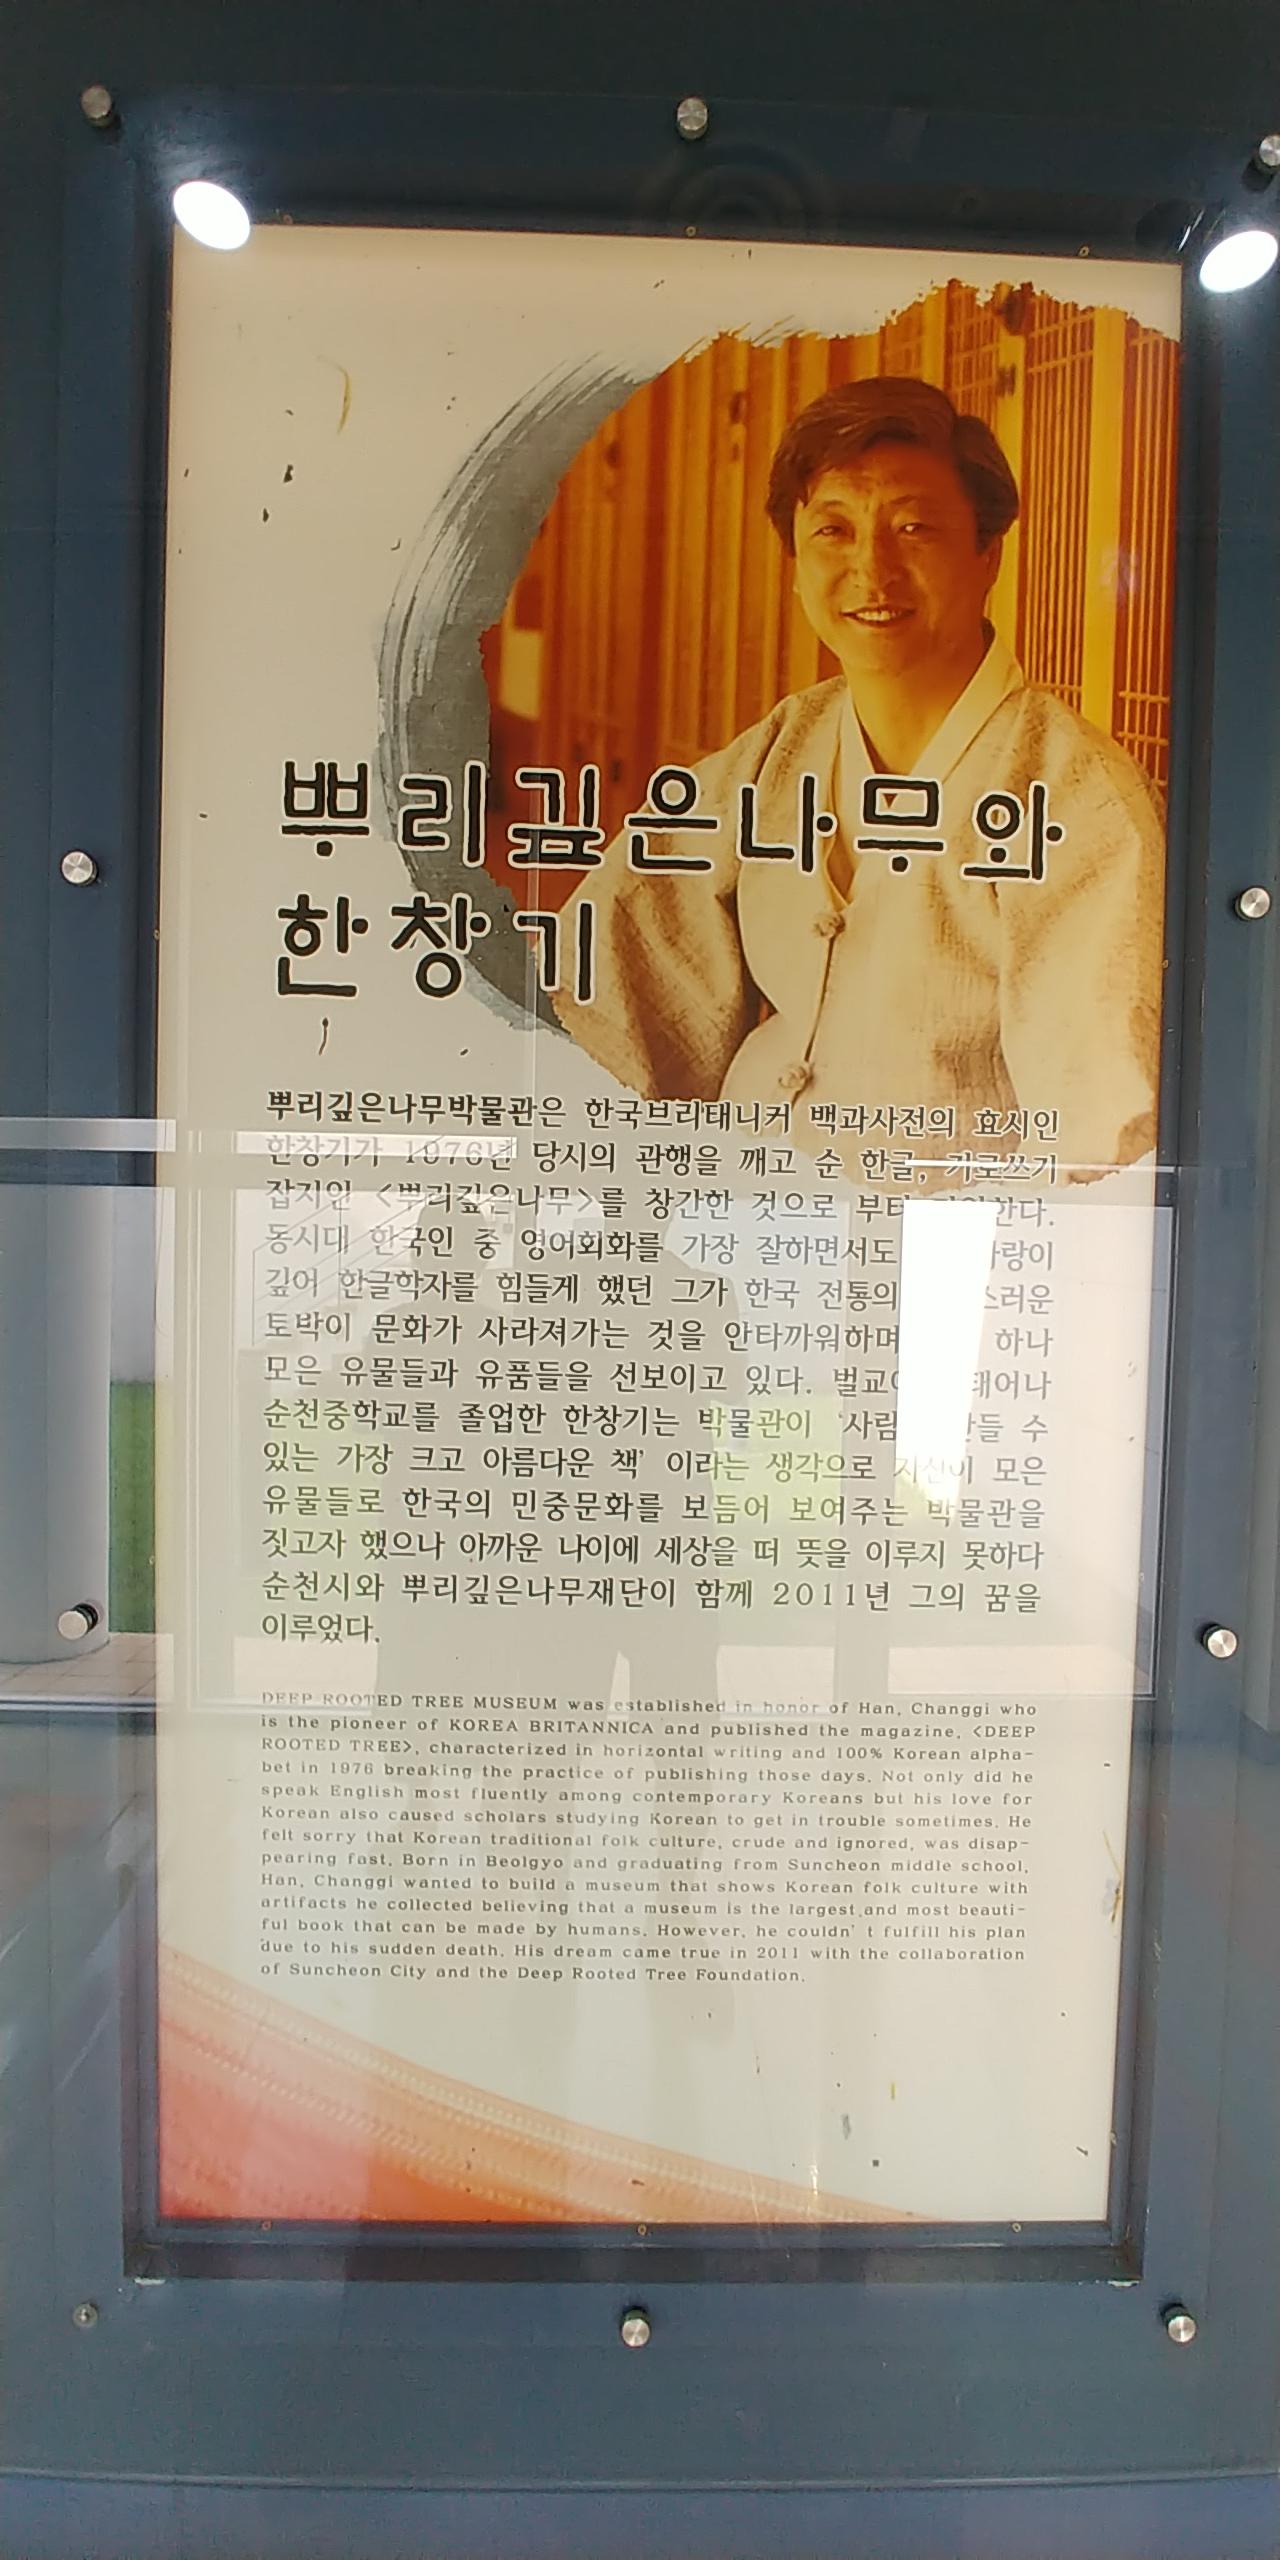 뿌리깊은나무와
한창기
뿌리깊은나무박물관은 한국브리태니커 백과사전의 효시인
한창기가 1976년 당시의 관행을 깨고 순 한글, 가로쓰기
잡지인 <뿌리깊은나무>를 창간한 것으로 부터
동시대 한국인 중 영어회화를 가장 잘하면서도
깊어 한글학자를 힘들게 했던 그가 한국 전통의
토박이 문화가 사라져가는 것을 안타까워하며 하나
모은 유물들과 유품들을 선보이고 있다. 벌교에 태어나
순천중학교를 졸업한 한창기는 박물관이 '사람 만들 수
있는 가장 크고 아름다운 책' 이라는 생각으로 자신이 모은
유물들로 한국의 민중문화를 보듬어 보여주는 박물관을
짓고자 했으나 아까운 나이에 세상을 떠 뜻을 이루지 못하다
순천시와 뿌리깊은나무재단이 함께 2011년 그의 꿈을
이루었다.
DEEP ROOTED TREE MUSEUM was established in honor of Han, Changgi who
is the pioneer of KOREA BRITANNICA and published the magazine, <DEEP
ROOTED TREE>, characterized in horizontal writing and 100% Korean alpha-
bet in 1976 breaking the practice of publishing those days. Not only did he
speak English most fluently among contemporary Koreans but his love for
Korean also caused scholars studying Korean to get in trouble sometimes. He
felt sorry that Korean traditional folk culture, crude and ignored, was disap-
pearing fast. Born in Beolgyo and graduating from Suncheon middle school,
Han, Changgi wanted to build a museum that shows Korean folk culture with
artifacts he collected believing that a museum is the largest and most beauti-
ful book that can be made by humans. However, he couldn' t fulfill his plan
due to his sudden death. His dream came true in 2011 with the collaboration
of Suncheon City and the Deep Rooted Tree Foundation.